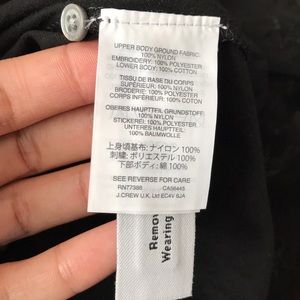 UPPER BODY GROUND FABRIC:
100% NYLON
EMBROIDERY: 100% POLYESTER
LOWER BODY: 100% COTTON
TISSU DE BASE DU CORPS
SUPÉRIEUR: 100% NYLON
BRODERIE: 100% POLYESTER
CORPS INFÉRIEUR: 100% COTON
OBERES HAUPTTEIL GRUNDSTOFF:
100% NYLON
STICKEREI: 100% POLYESTER
UNTERES HAUPTTEIL:
100% BAUMWOLLE
上身頃基布: ナイロン 100%
刺繍: ポリエステル 100%
下部ボディ: 綿 100%
SEE REVERSE FOR CARE
RN77388 CA56445
J.CREW U.K. Ltd EC4V 6JA
Remov
Wearing